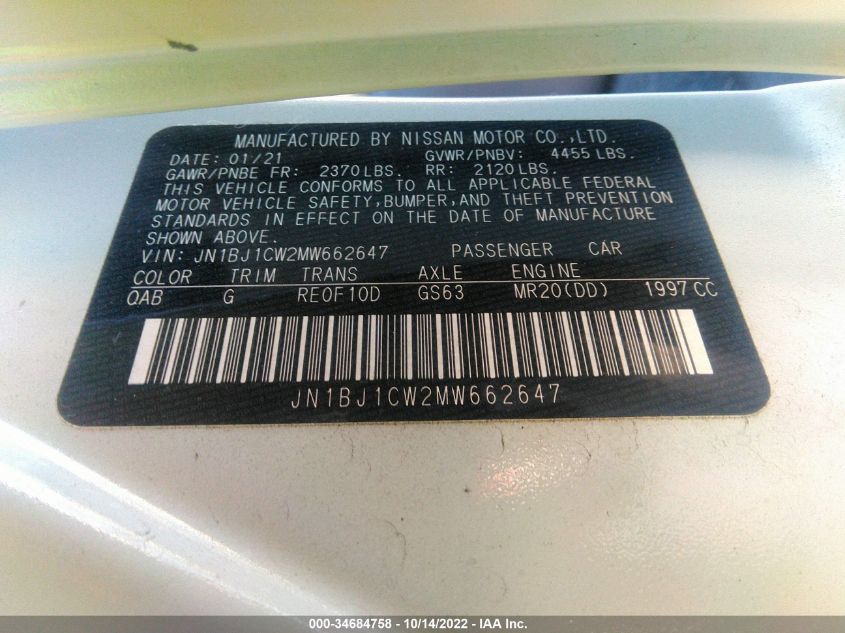 MANUFACTURED BY NISSAN MOTOR CO.,LTD.
DATE: 01/21 GVWR/PNBV: 4455 LBS.
GAWR/PNBE FR: 2370 LBS. RR: 2120 LBS.
THIS VEHICLE CONFORMS TO ALL APPLICABLE FEDERAL
MOTOR VEHICLE SAFETY, BUMPER, AND THEFT PREVENTION
STANDARDS IN EFFECT ON THE DATE OF MANUFACTURE
SHOWN ABOVE.
VIN: JN1BJ1CW2MW662647 PASSENGER CAR
COLOR TRIM TRANS AXLE ENGINE
QAB G RE0F10D GS63 MR20(DD) 1997 CC
JN1BJ1CW2MW662647
000-34684758 - 10/14/2022 - IAA Inc.